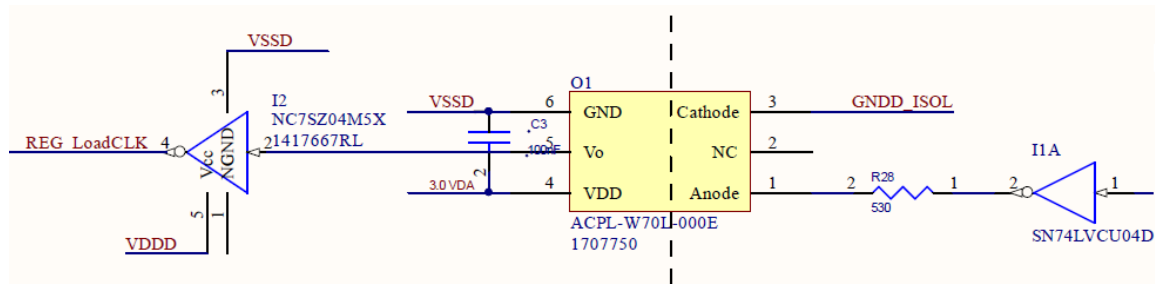 VSSD
3
I2
NC7SZ04M5X
1417667RL
REG_LoadCLK
4
2
Vcc
NGND
5
1
VDDD
O1
VSSD
6
GND
Cathode
3
GNDD_ISOL
C3
100nF
5
Vo
NC
2
2
3.0 VDA
4
VDD
Anode
1
2
R28
530
1
2
I1A
1
SN74LVCU04D
ACPL-W70L-000E
1707750